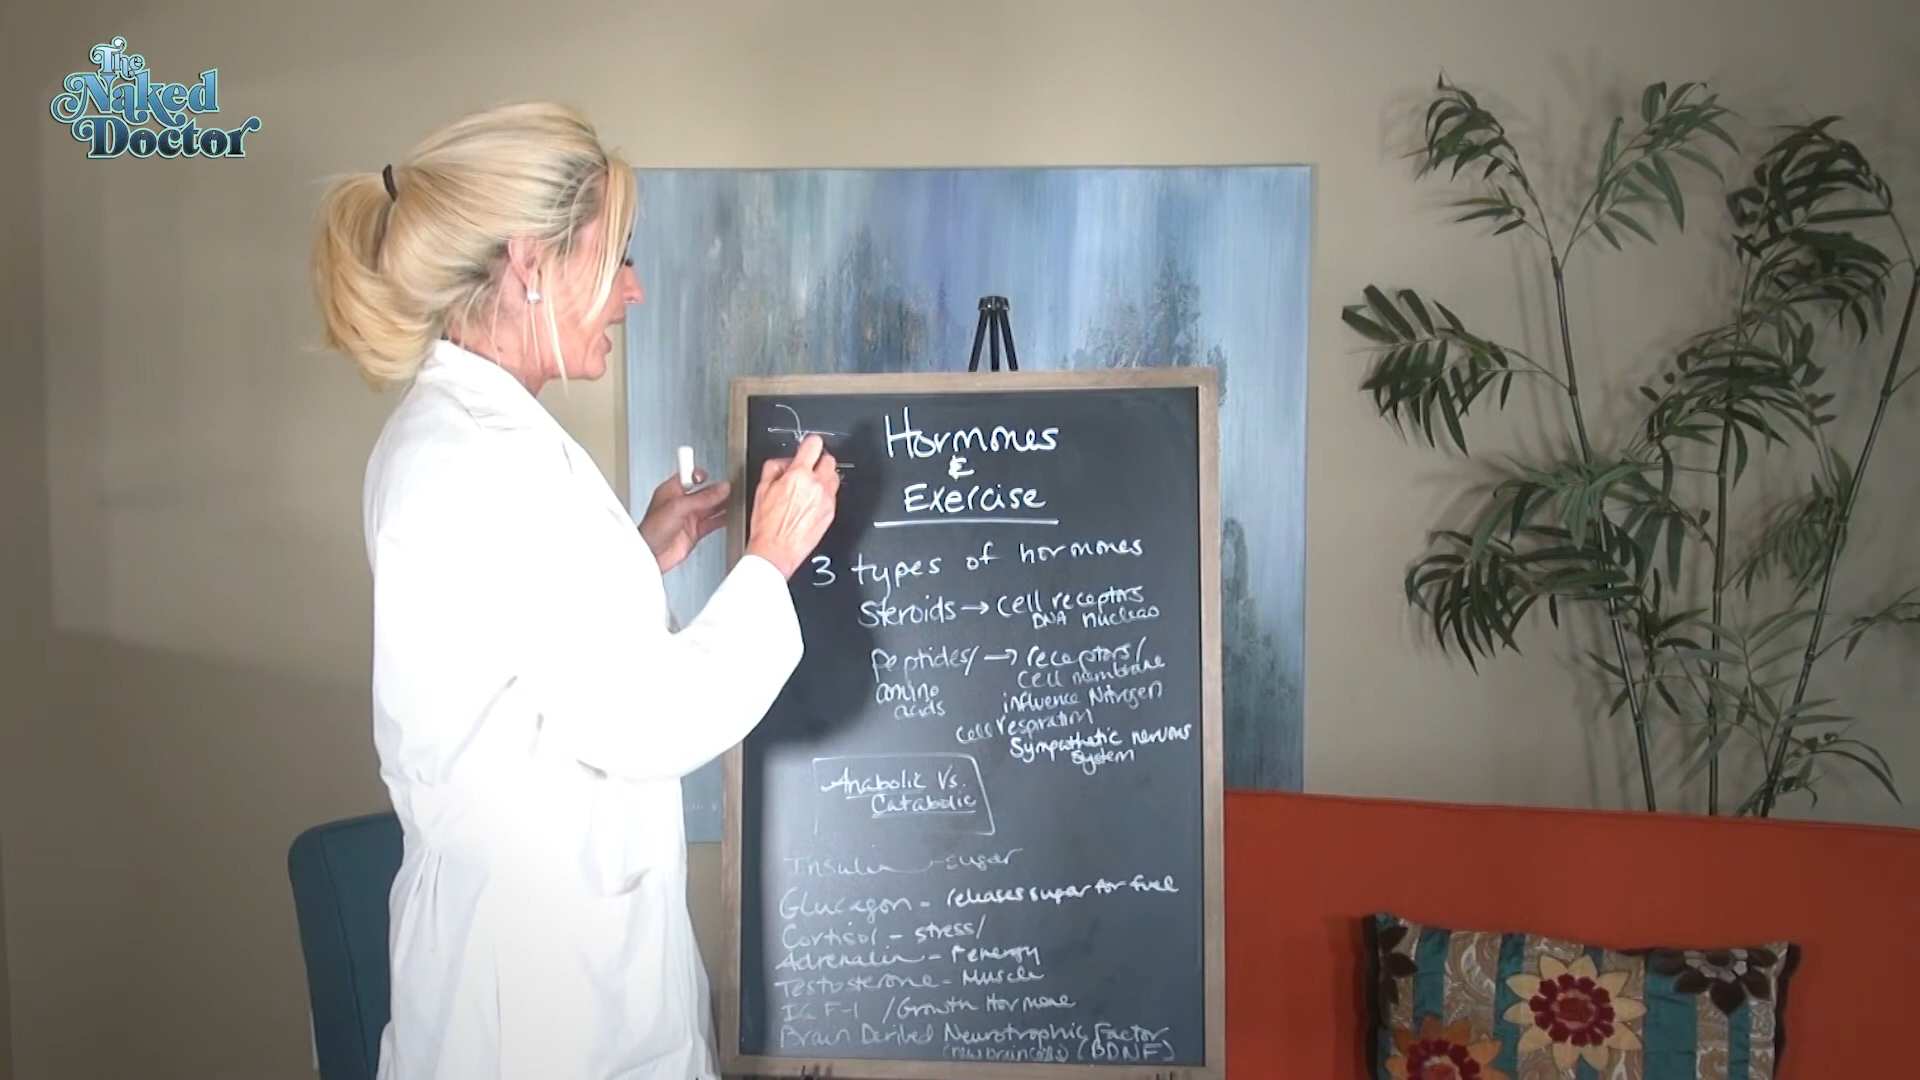 The
Naked
Doctor
Hormones
&
Exercise
3 types of hormones
Steroids → cell receptors
DNA nucleas
peptides/ → receptors/
cell membrane
amino
acids
influence Nitrogen
cell respiration
Sympathetic nervous
system
Anabolic Vs.
Catabolic
Insulin - sugar
Glucagon - releases sugar for fuel
Cortisol - stress/
Adrenalin - ↑ energy
Testosterone - Muscle
IGF-1 / Growth Hormone
Brain Derived Neurotrophic Factor
(new brain cells) (BDNF)